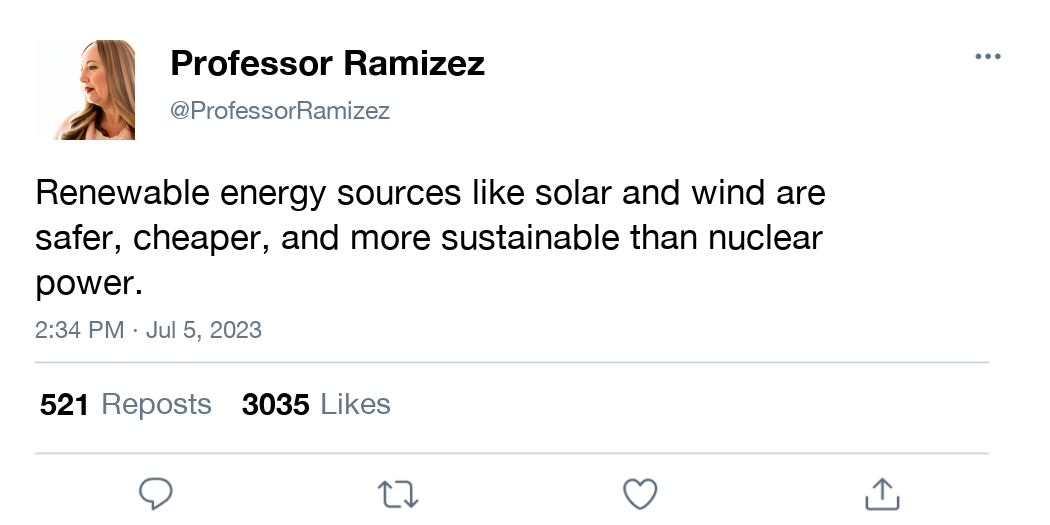 Professor Ramizez
@ProfessorRamizez
Renewable energy sources like solar and wind are
safer, cheaper, and more sustainable than nuclear
power.
2:34 PM · Jul 5, 2023
521 Reposts 3035 Likes